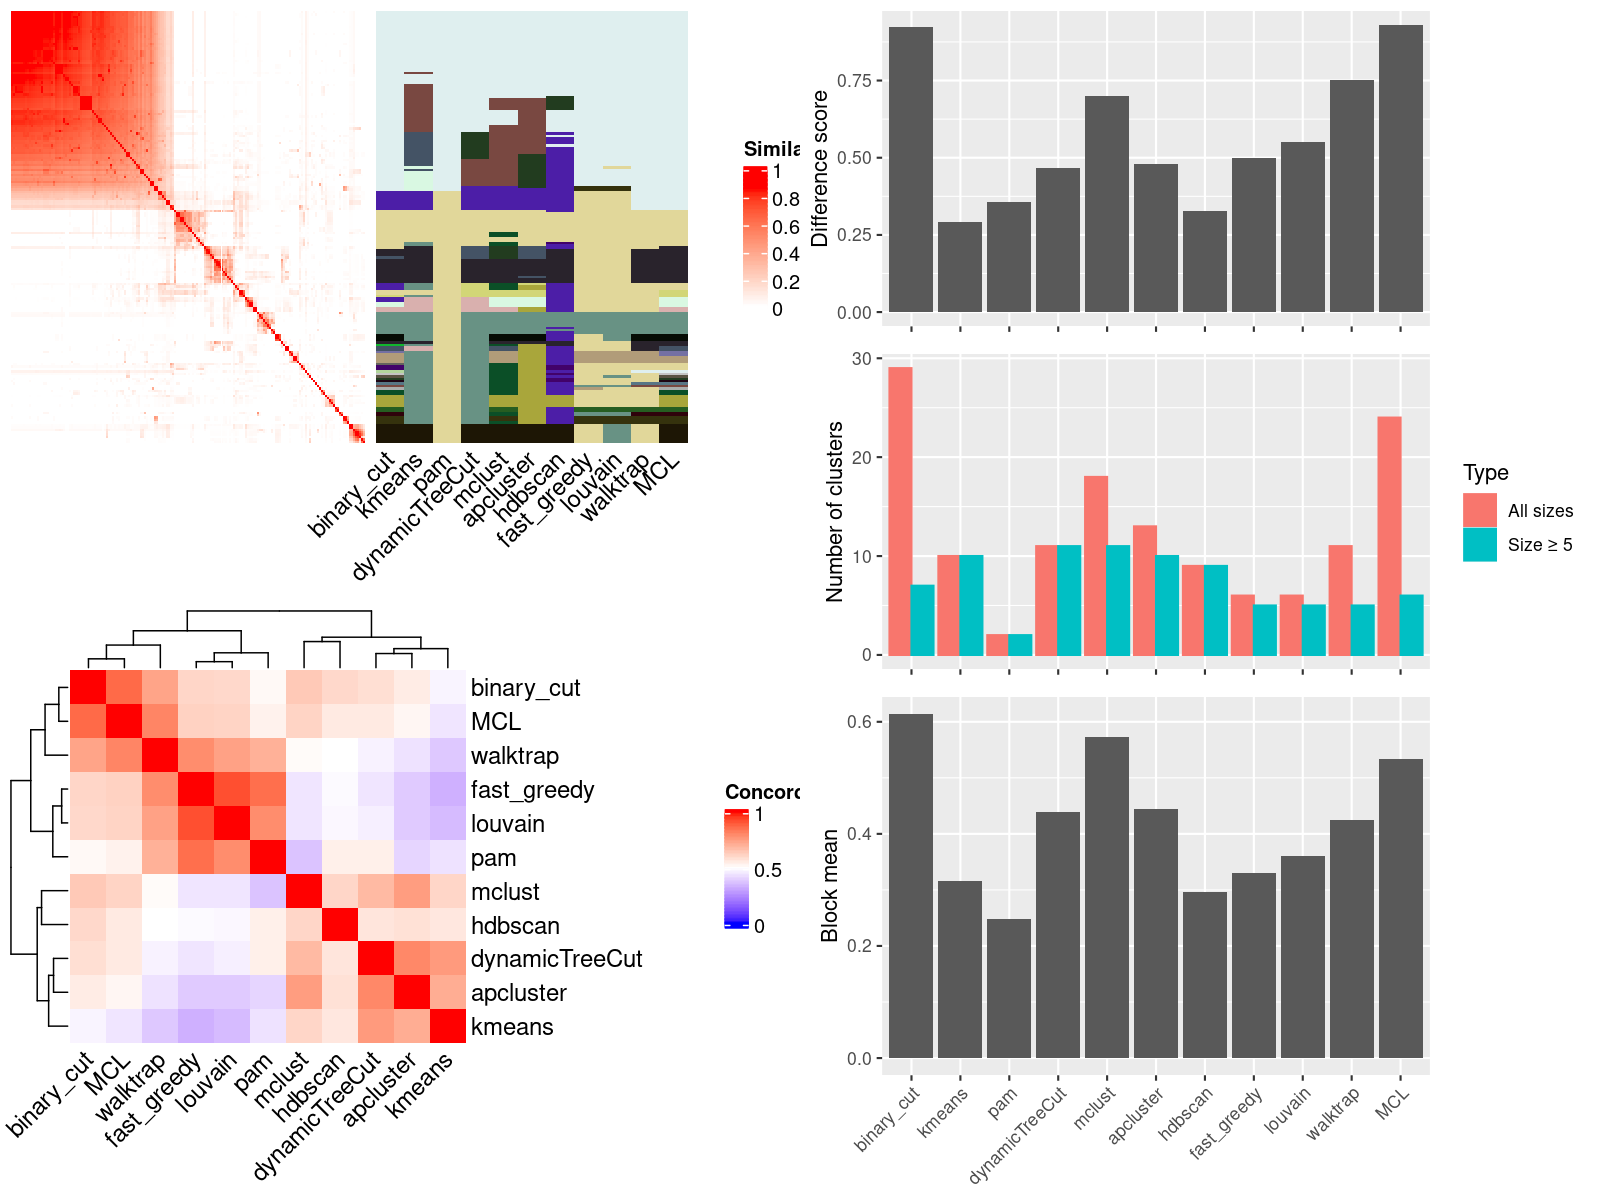 Simila
1
0.8
0.6
0.4
0.2
0
binary_cut
kmeans
pam
dynamicTreeCut
mclust
apcluster
hdbscan
fast_greedy
louvain
walktrap
MCL
binary_cut
MCL
walktrap
fast_greedy
louvain
pam
mclust
hdbscan
dynamicTreeCut
apcluster
kmeans
binary_cut
MCL
walktrap
fast_greedy
louvain
pam
mclust
hdbscan
dynamicTreeCut
apcluster
kmeans
Concord
1
0.5
0
Difference score
0.75
0.50
0.25
0.00
Number of clusters
30
20
10
0
Type
All sizes
Size ≥ 5
Block mean
0.6
0.4
0.2
0.0
binary_cut
kmeans
pam
dynamicTreeCut
mclust
apcluster
hdbscan
fast_greedy
louvain
walktrap
MCL